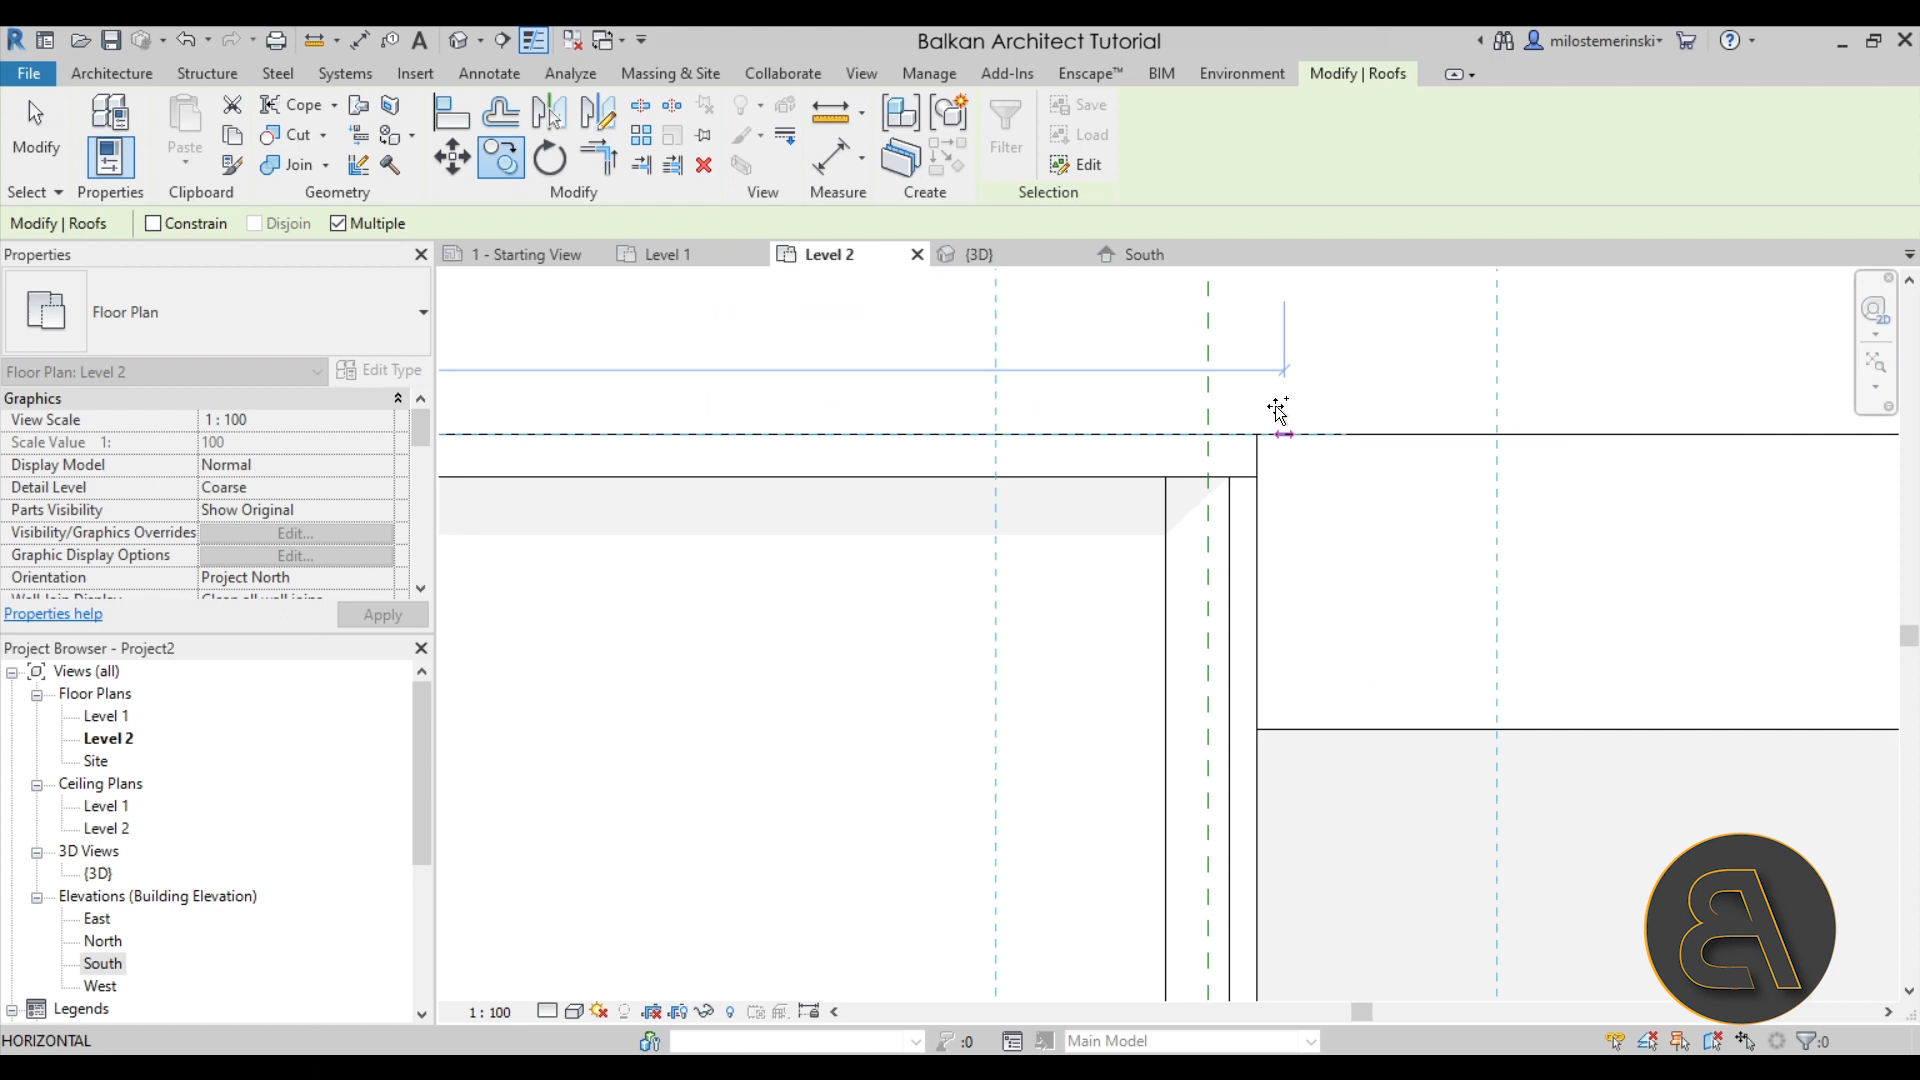 Balkan Architect Tutorial
milostemerinski
File Architecture Structure Steel Systems Insert Annotate Analyze Massing & Site Collaborate View Manage Add-Ins Enscape™ BIM Environment Modify | Roofs
Modify
Paste
Cope
Cut
Join
Filter
Save
Load
Edit
Select Properties Clipboard Geometry Modify View Measure Create Selection
Modify | Roofs Constrain Disjoin Multiple
Properties
1 - Starting View Level 1 Level 2 {3D} South
2D
Floor Plan
Floor Plan: Level 2 Edit Type
Graphics
View Scale 1 : 100
Scale Value 1: 100
Display Model Normal
Detail Level Coarse
Parts Visibility Show Original
Visibility/Graphics Overrides Edit...
Graphic Display Options Edit...
Orientation Project North
Properties help Apply
Project Browser - Project2
Views (all)
Floor Plans
Level 1
Level 2
Site
Ceiling Plans
Level 1
Level 2
3D Views
{3D}
Elevations (Building Elevation)
East
North
South
West
Legends
1 : 100
HORIZONTAL
:0
Main Model
:0